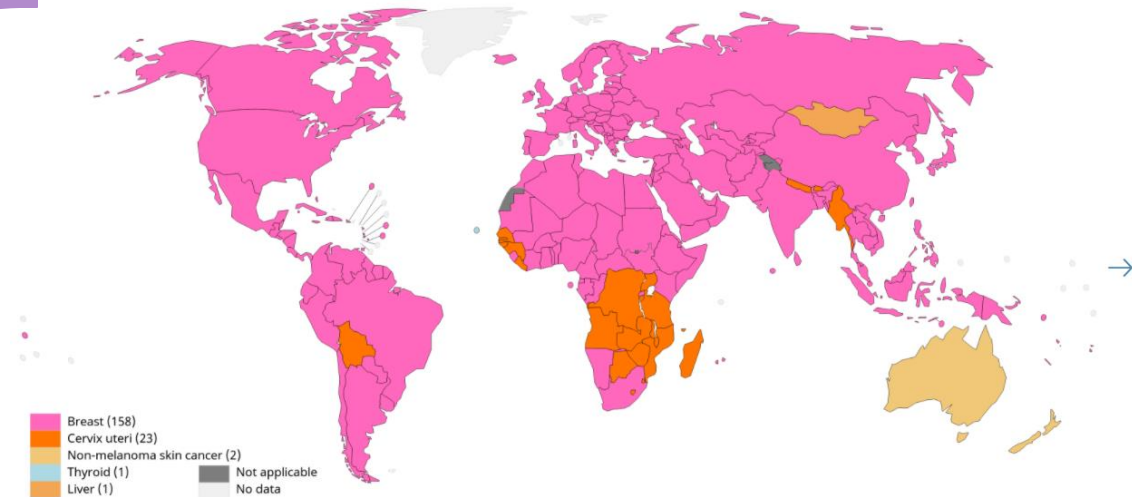 Breast (158)
Cervix uteri (23)
Non-melanoma skin cancer (2)
Thyroid (1)
Liver (1)
Not applicable
No data